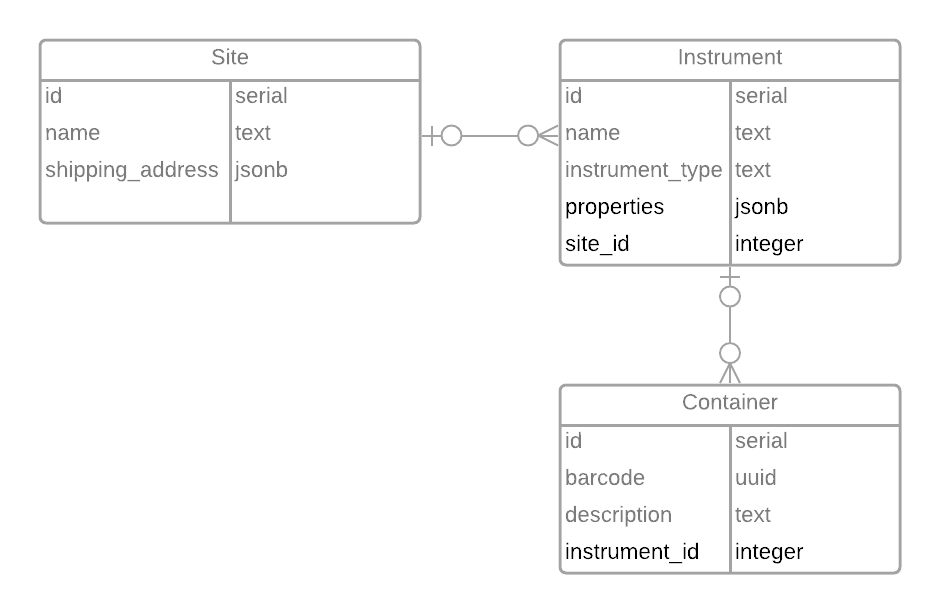 Site
id serial
name text
shipping_address jsonb
Instrument
id serial
name text
instrument_type text
properties jsonb
site_id integer
Container
id serial
barcode uuid
description text
instrument_id integer